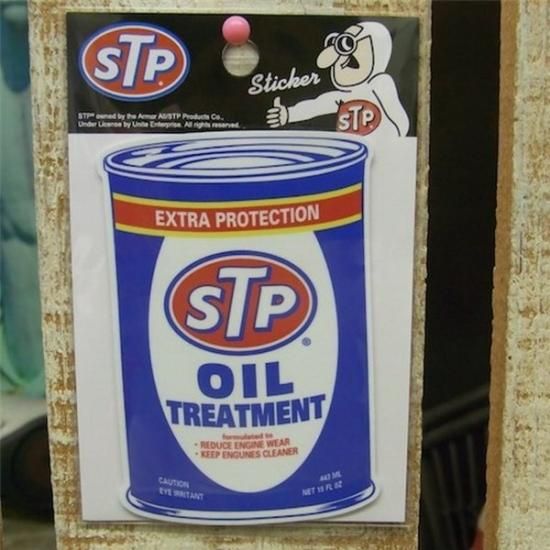 STP
Sticker
STP
STP™ owned by the Armor All/STP Products Co.,
Under License by Unite Enterprise. All rights reserved.
EXTRA PROTECTION
STP®
OIL
TREATMENT
formulated to
• REDUCE ENGINE WEAR
• KEEP ENGUNES CLEANER
CAUTION
EYE IRRITANT
443 ML
NET 15 FL OZ